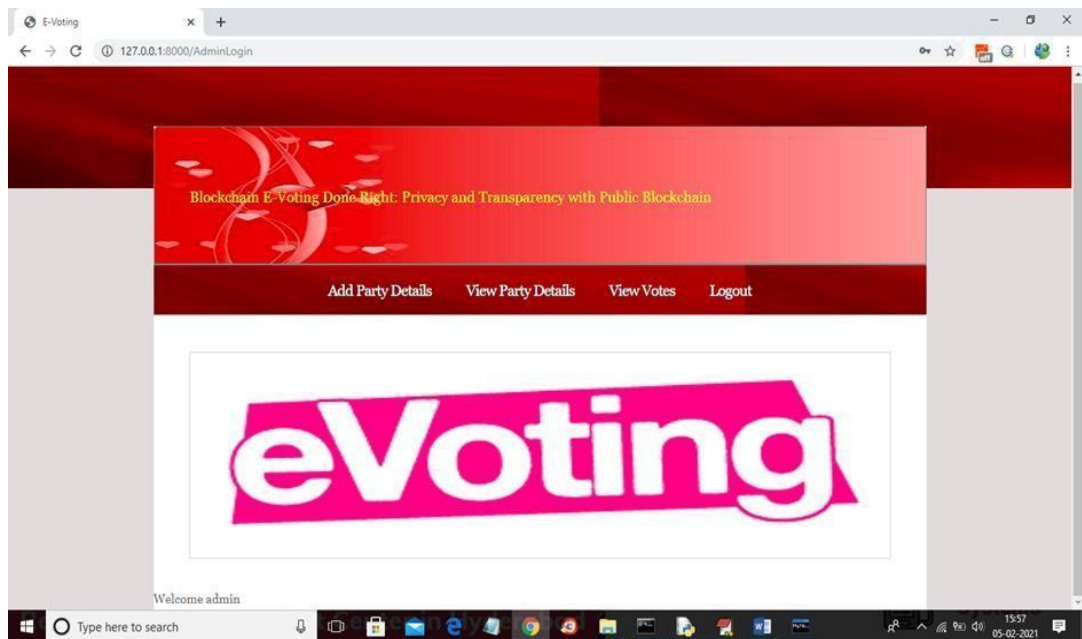 E-Voting
127.0.0.1:8000/AdminLogin
off
Blockchain E-Voting Done Right: Privacy and Transparency with Public Blockchain
Add Party Details View Party Details View Votes Logout
eVoting
Welcome admin
Type here to search
15:57
05-02-2021